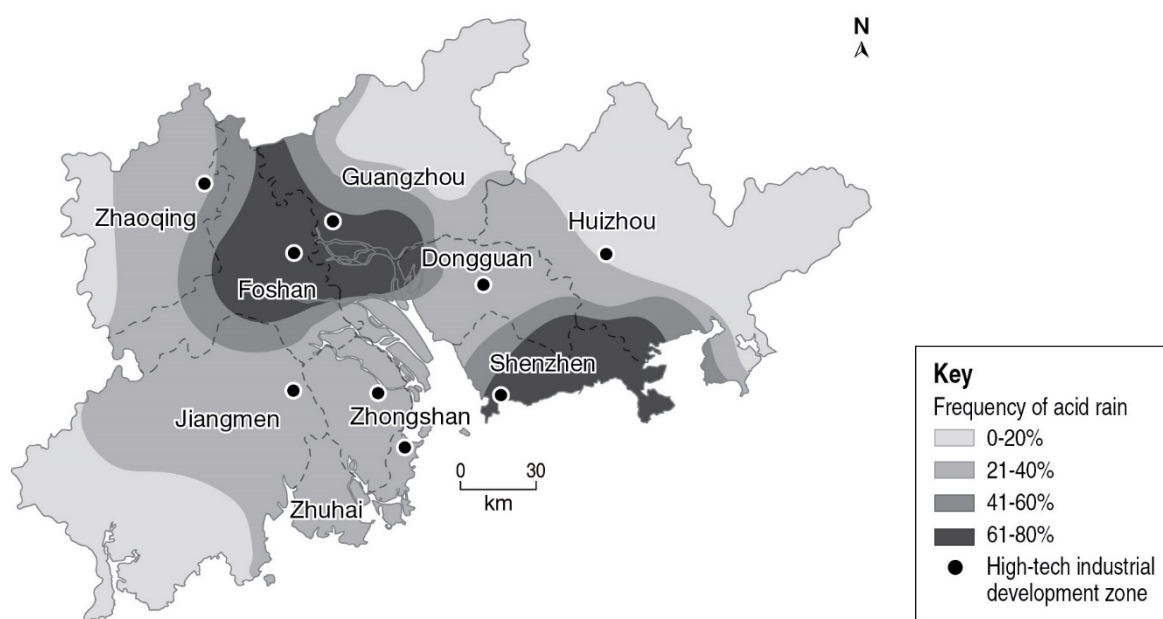 N
Guangzhou
Zhaoqing
Huizhou
Dongguan
Foshan
Shenzhen
Jiangmen
Zhongshan
0 30
km
Zhuhai
Key
Frequency of acid rain
0-20%
21-40%
41-60%
61-80%
High-tech industrial
development zone